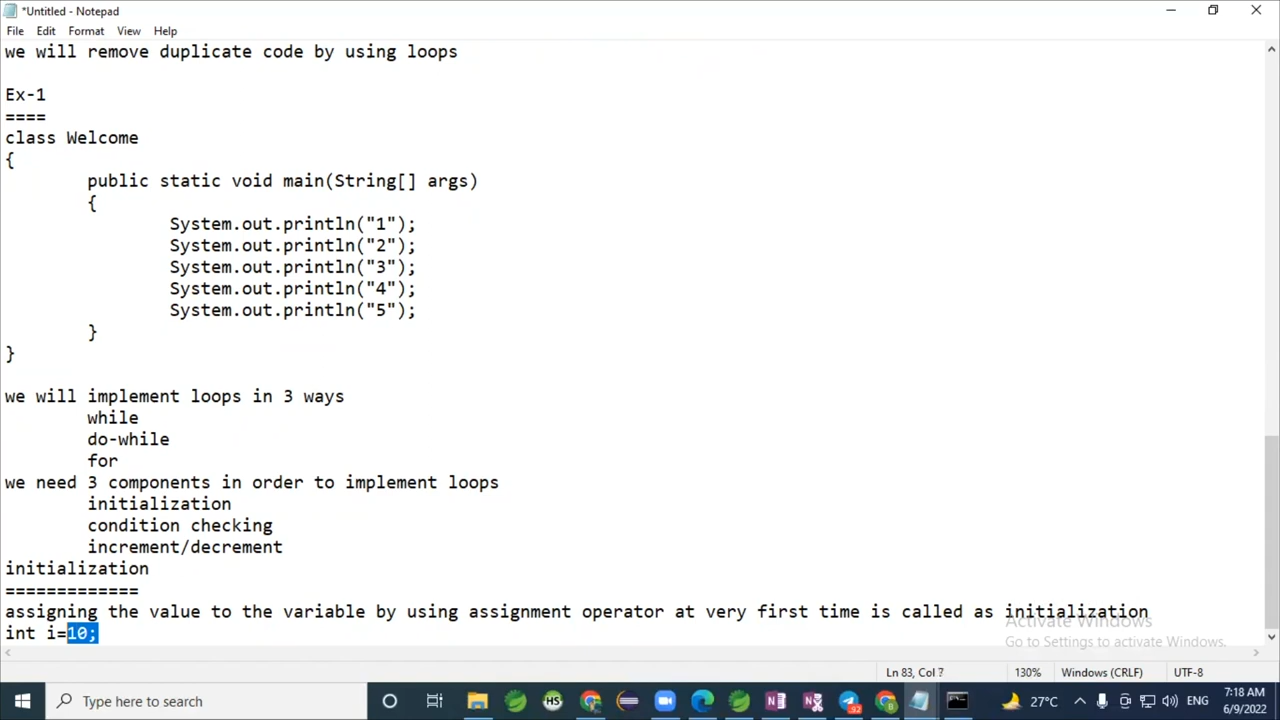 *Untitled - Notepad
File Edit Format View Help
we will remove duplicate code by using loops
Ex-1
====
class Welcome
{
public static void main(String[] args)
{
System.out.println("1");
System.out.println("2");
System.out.println("3");
System.out.println("4");
System.out.println("5");
}
}
we will implement loops in 3 ways
while
do-while
for
we need 3 components in order to implement loops
initialization
condition checking
increment/decrement
initialization
=============
assigning the value to the variable by using assignment operator at very first time is called as initialization
int i=10;
Activate Windows
Go to Settings to activate Windows.
Ln 83, Col 7 130% Windows (CRLF) UTF-8
Type here to search HS 27°C ENG 7:18 AM
6/9/2022